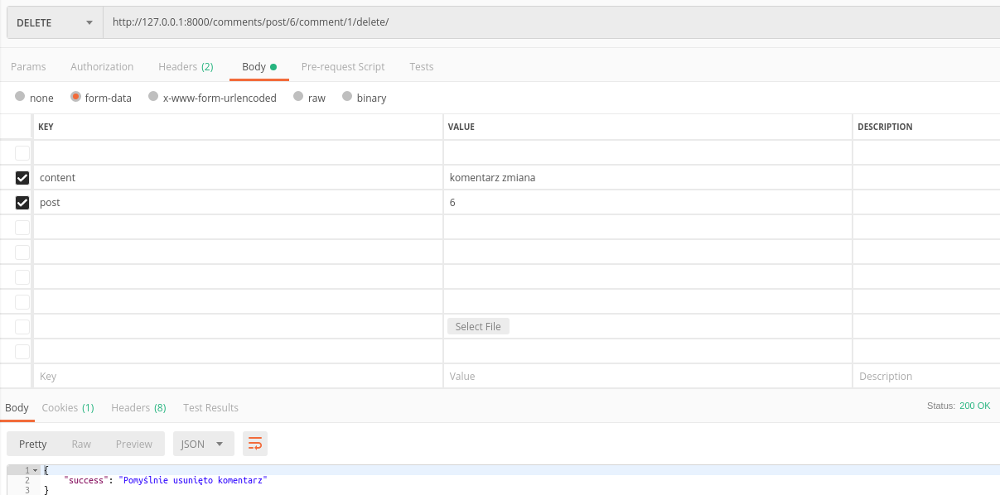 DELETE http://127.0.0.1:8000/comments/post/6/comment/1/delete/
Params Authorization Headers (2) Body Pre-request Script Tests
none form-data x-www-form-urlencoded raw binary
KEY VALUE DESCRIPTION
content komentarz zmiana
post 6
Select File
Key Value Description
Body Cookies (1) Headers (8) Test Results Status: 200 OK
Pretty Raw Preview JSON
1 {
2 "success": "Pomyślnie usunięto komentarz"
3 }